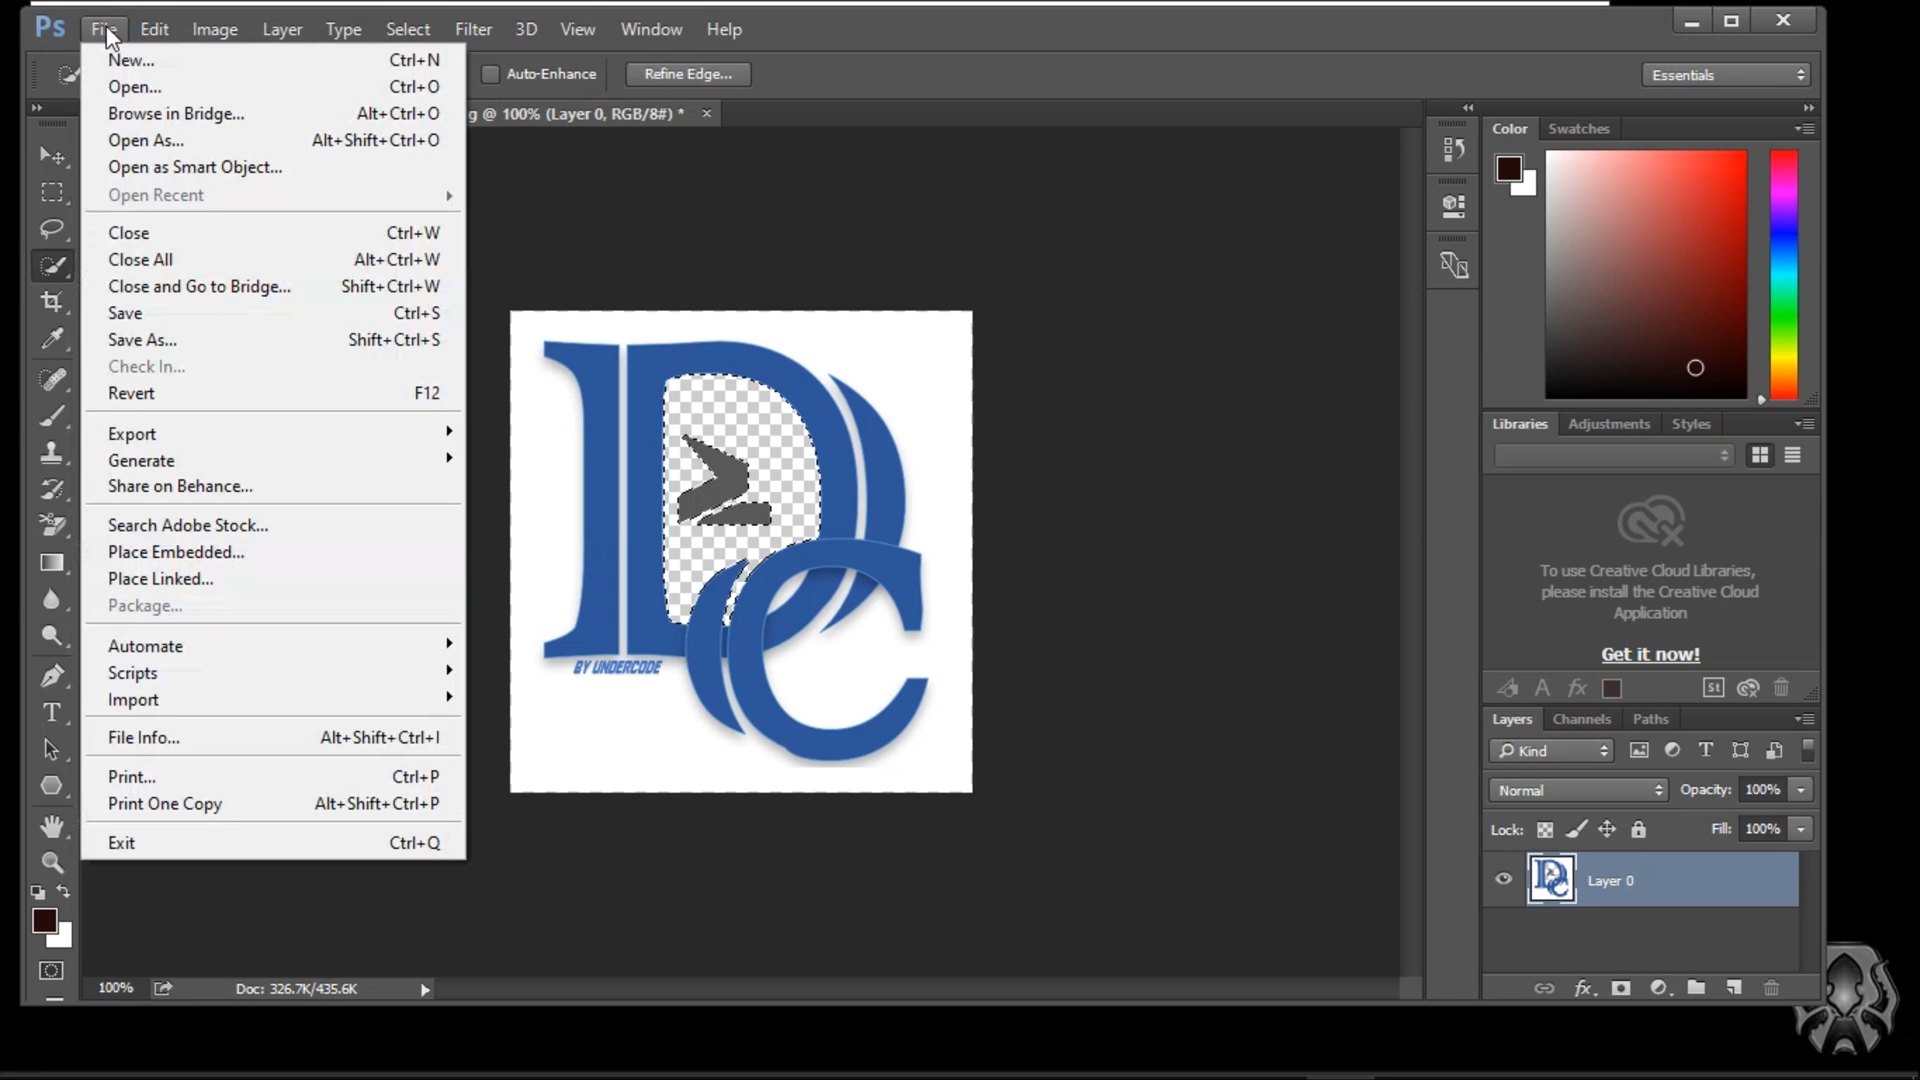 Ps File Edit Image Layer Type Select Filter 3D View Window Help
Auto-Enhance Refine Edge... Essentials
g @ 100% (Layer 0, RGB/8#) * ×
New... Ctrl+N
Open... Ctrl+O
Browse in Bridge... Alt+Ctrl+O
Open As... Alt+Shift+Ctrl+O
Open as Smart Object...
Open Recent
Close Ctrl+W
Close All Alt+Ctrl+W
Close and Go to Bridge... Shift+Ctrl+W
Save Ctrl+S
Save As... Shift+Ctrl+S
Check In...
Revert F12
Export
Generate
Share on Behance...
Search Adobe Stock...
Place Embedded...
Place Linked...
Package...
Automate
Scripts
Import
File Info... Alt+Shift+Ctrl+I
Print... Ctrl+P
Print One Copy Alt+Shift+Ctrl+P
Exit Ctrl+Q
DC
BY UNDERCODE
100% Doc: 326.7K/435.6K
Color Swatches
Libraries Adjustments Styles
To use Creative Cloud Libraries,
please install the Creative Cloud
Application
Get it now!
A fx St
Layers Channels Paths
Kind T
Normal Opacity: 100%
Lock: Fill: 100%
Layer 0
fx